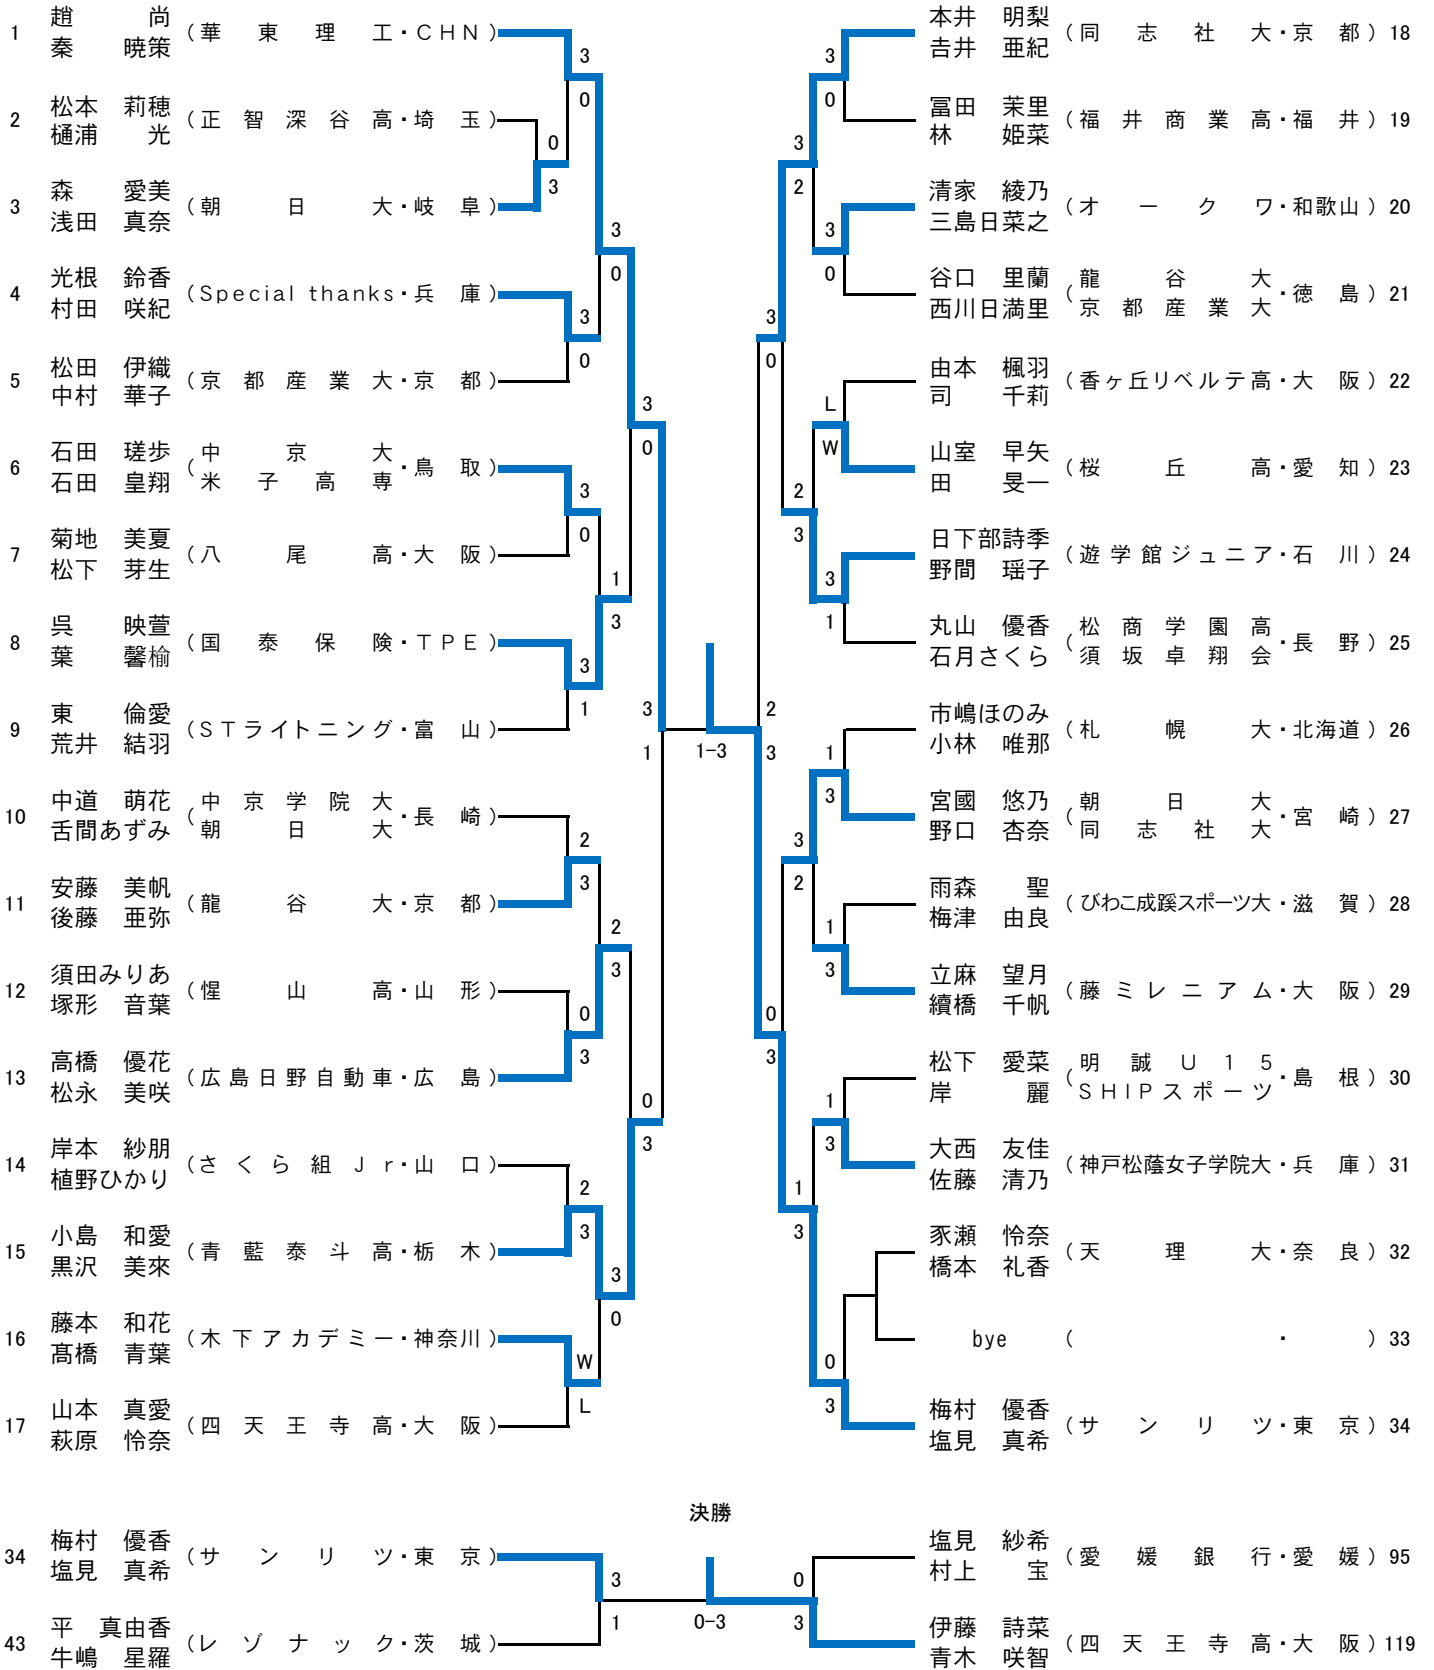 1 趙 尚 秦 暁策 (華東理工・CHN)
2 松本 莉穂 樋浦 光 (正智深谷高・埼玉)
3 森 愛美 浅田 真奈 (朝日大・岐阜)
4 光根 鈴香 村田 咲紀 (Special thanks・兵庫)
5 松田 伊織 中村 華子 (京都産業大・京都)
6 石田 瑳歩 石田 皇翔 (中京大 米子高専・鳥取)
7 菊地 美夏 松下 芽生 (八尾高・大阪)
8 呉 映萱 葉 馨榆 (国泰保険・TPE)
9 東 倫愛 荒井 結羽 (STライトニング・富山)
10 中道 萌花 舌間あずみ (中京学院大 朝日大・長崎)
11 安藤 美帆 後藤 亜弥 (龍谷大・京都)
12 須田みりあ 塚形 音葉 (惺山高・山形)
13 高橋 優花 松永 美咲 (広島日野自動車・広島)
14 岸本 紗朋 植野ひかり (さくら組Jr・山口)
15 小島 和愛 黒沢 美來 (青藍泰斗高・栃木)
16 藤本 和花 髙橋 青葉 (木下アカデミー・神奈川)
17 山本 真愛 萩原 怜奈 (四天王寺高・大阪)
3 0
0 3
3 0
3 0
3 0
3 0
1 3
3 1
3 1
2 3
2 3
0 3
0 3
2 3
3 0
W L
1-3
本井 明梨 𠮷井 亜紀 (同志社大・京都) 18
冨田 茉里 林 姫菜 (福井商業高・福井) 19
清家 綾乃 三島日菜之 (オークワ・和歌山) 20
谷口 里蘭 西川日満里 (龍谷大 京都産業大・徳島) 21
由本 楓羽 司 千莉 (香ヶ丘リベルテ高・大阪) 22
山室 早矢 田 旻一 (桜丘高・愛知) 23
日下部詩季 野間 瑶子 (遊学館ジュニア・石川) 24
丸山 優香 石月さくら (松商学園高 須坂卓翔会・長野) 25
市嶋ほのみ 小林 唯那 (札幌大・北海道) 26
宮國 悠乃 野口 杏奈 (朝日大 同志社大・宮崎) 27
雨森 聖 梅津 由良 (びわこ成蹊スポーツ大・滋賀) 28
立麻 望月 續橋 千帆 (藤ミレニアム・大阪) 29
松下 愛菜 岸 麗 (明誠U15 SHIPスポーツ・島根) 30
大西 友佳 佐藤 清乃 (神戸松蔭女子学院大・兵庫) 31
豕瀬 怜奈 橋本 礼香 (天理大・奈良) 32
bye (・) 33
梅村 優香 塩見 真希 (サンリツ・東京) 34
3 0
3 2
3 0
3 0
L W
2 3
3 1
2 3
1 3
3 2
1 3
0 3
1 3
1 3
0 3
決勝
34 梅村 優香 塩見 真希 (サンリツ・東京)
43 平 真由香 牛嶋 星羅 (レゾナック・茨城)
3 1
0-3
0 3
塩見 紗希 村上 宝 (愛媛銀行・愛媛) 95
伊藤 詩菜 青木 咲智 (四天王寺高・大阪) 119